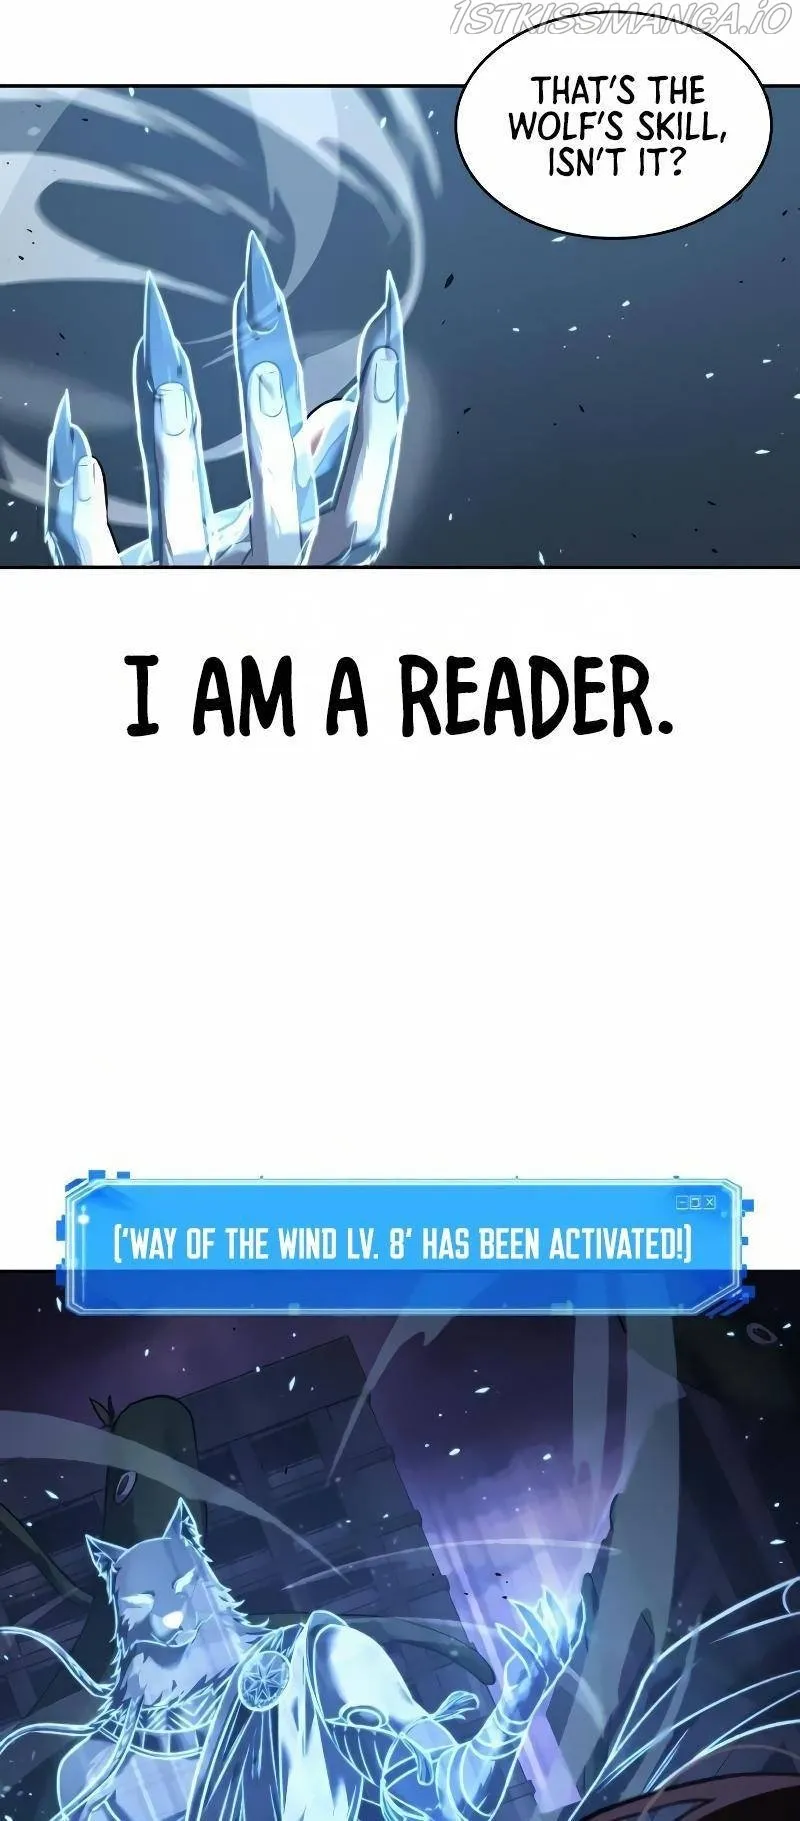 1STKISSMANGA.IO
THAT'S THE
WOLF'S SKILL,
ISN'T IT?
I AM A READER.
['WAY OF THE WIND LV. 8' HAS BEEN ACTIVATED!]